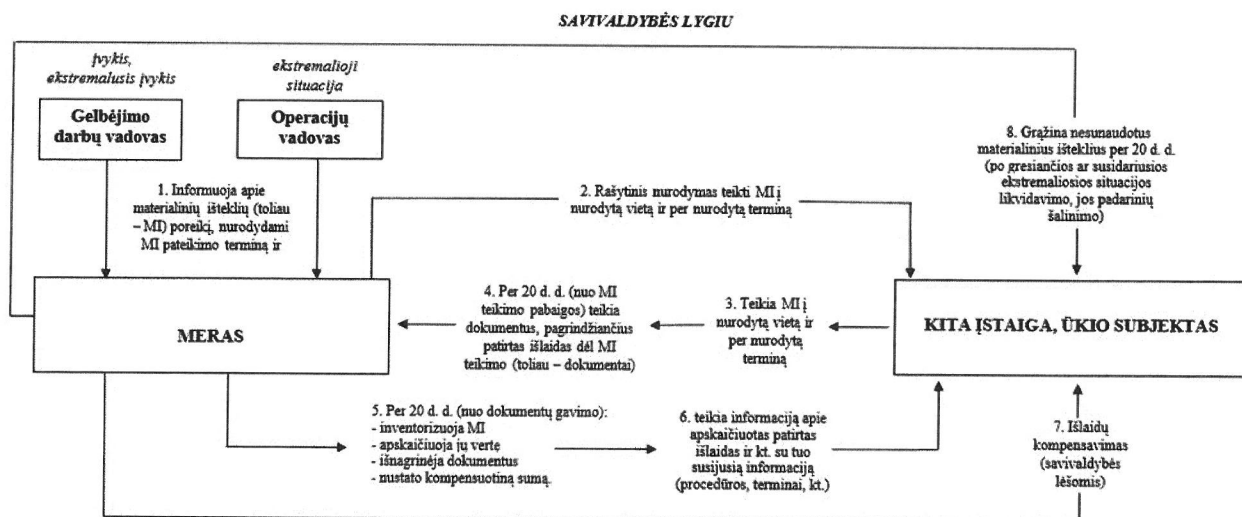 SAVIVALDYBĖS LYGIU
įvykis,
ekstremalusis įvykis
ekstremalioji
situacija
Gelbėjimo
darbų vadovas
Operacijų
vadovas
1. Informuoja apie
materialinių išteklių (toliau
– MI) poreikį, nurodydami
MI pateikimo terminą ir
2. Rašytinis nurodymas teikti MI į
nurodytą vietą ir per nurodytą terminą
8. Grąžina nesunaudotus
materialinius išteklius per 20 d. d.
(po gresiančios ar susidariusios
ekstremaliosios situacijos
likvidavimo, jos padarinių
šalinimo)
MERAS
4. Per 20 d. d. (nuo MI
teikimo pabaigos) teikia
dokumentus, pagrindžiančius
patirtas išlaidas dėl MI
teikimo (toliau – dokumentai)
3. Teikia MI į
nurodytą vietą ir
per nurodytą
terminą
KITA ĮSTAIGA, ŪKIO SUBJEKTAS
5. Per 20 d. d. (nuo dokumentų gavimo):
- inventorizuoja MI
- apskaičiuoja jų vertę
- išnagrinėja dokumentus
- nustato kompensuotiną sumą.
6. teikia informaciją apie
apskaičiuotas patirtas
išlaidas ir kt. su tuo
susijusią informaciją
(procedūros, terminai, kt.)
7. Išlaidų
kompensavimas
(savivaldybės
lėšomis)